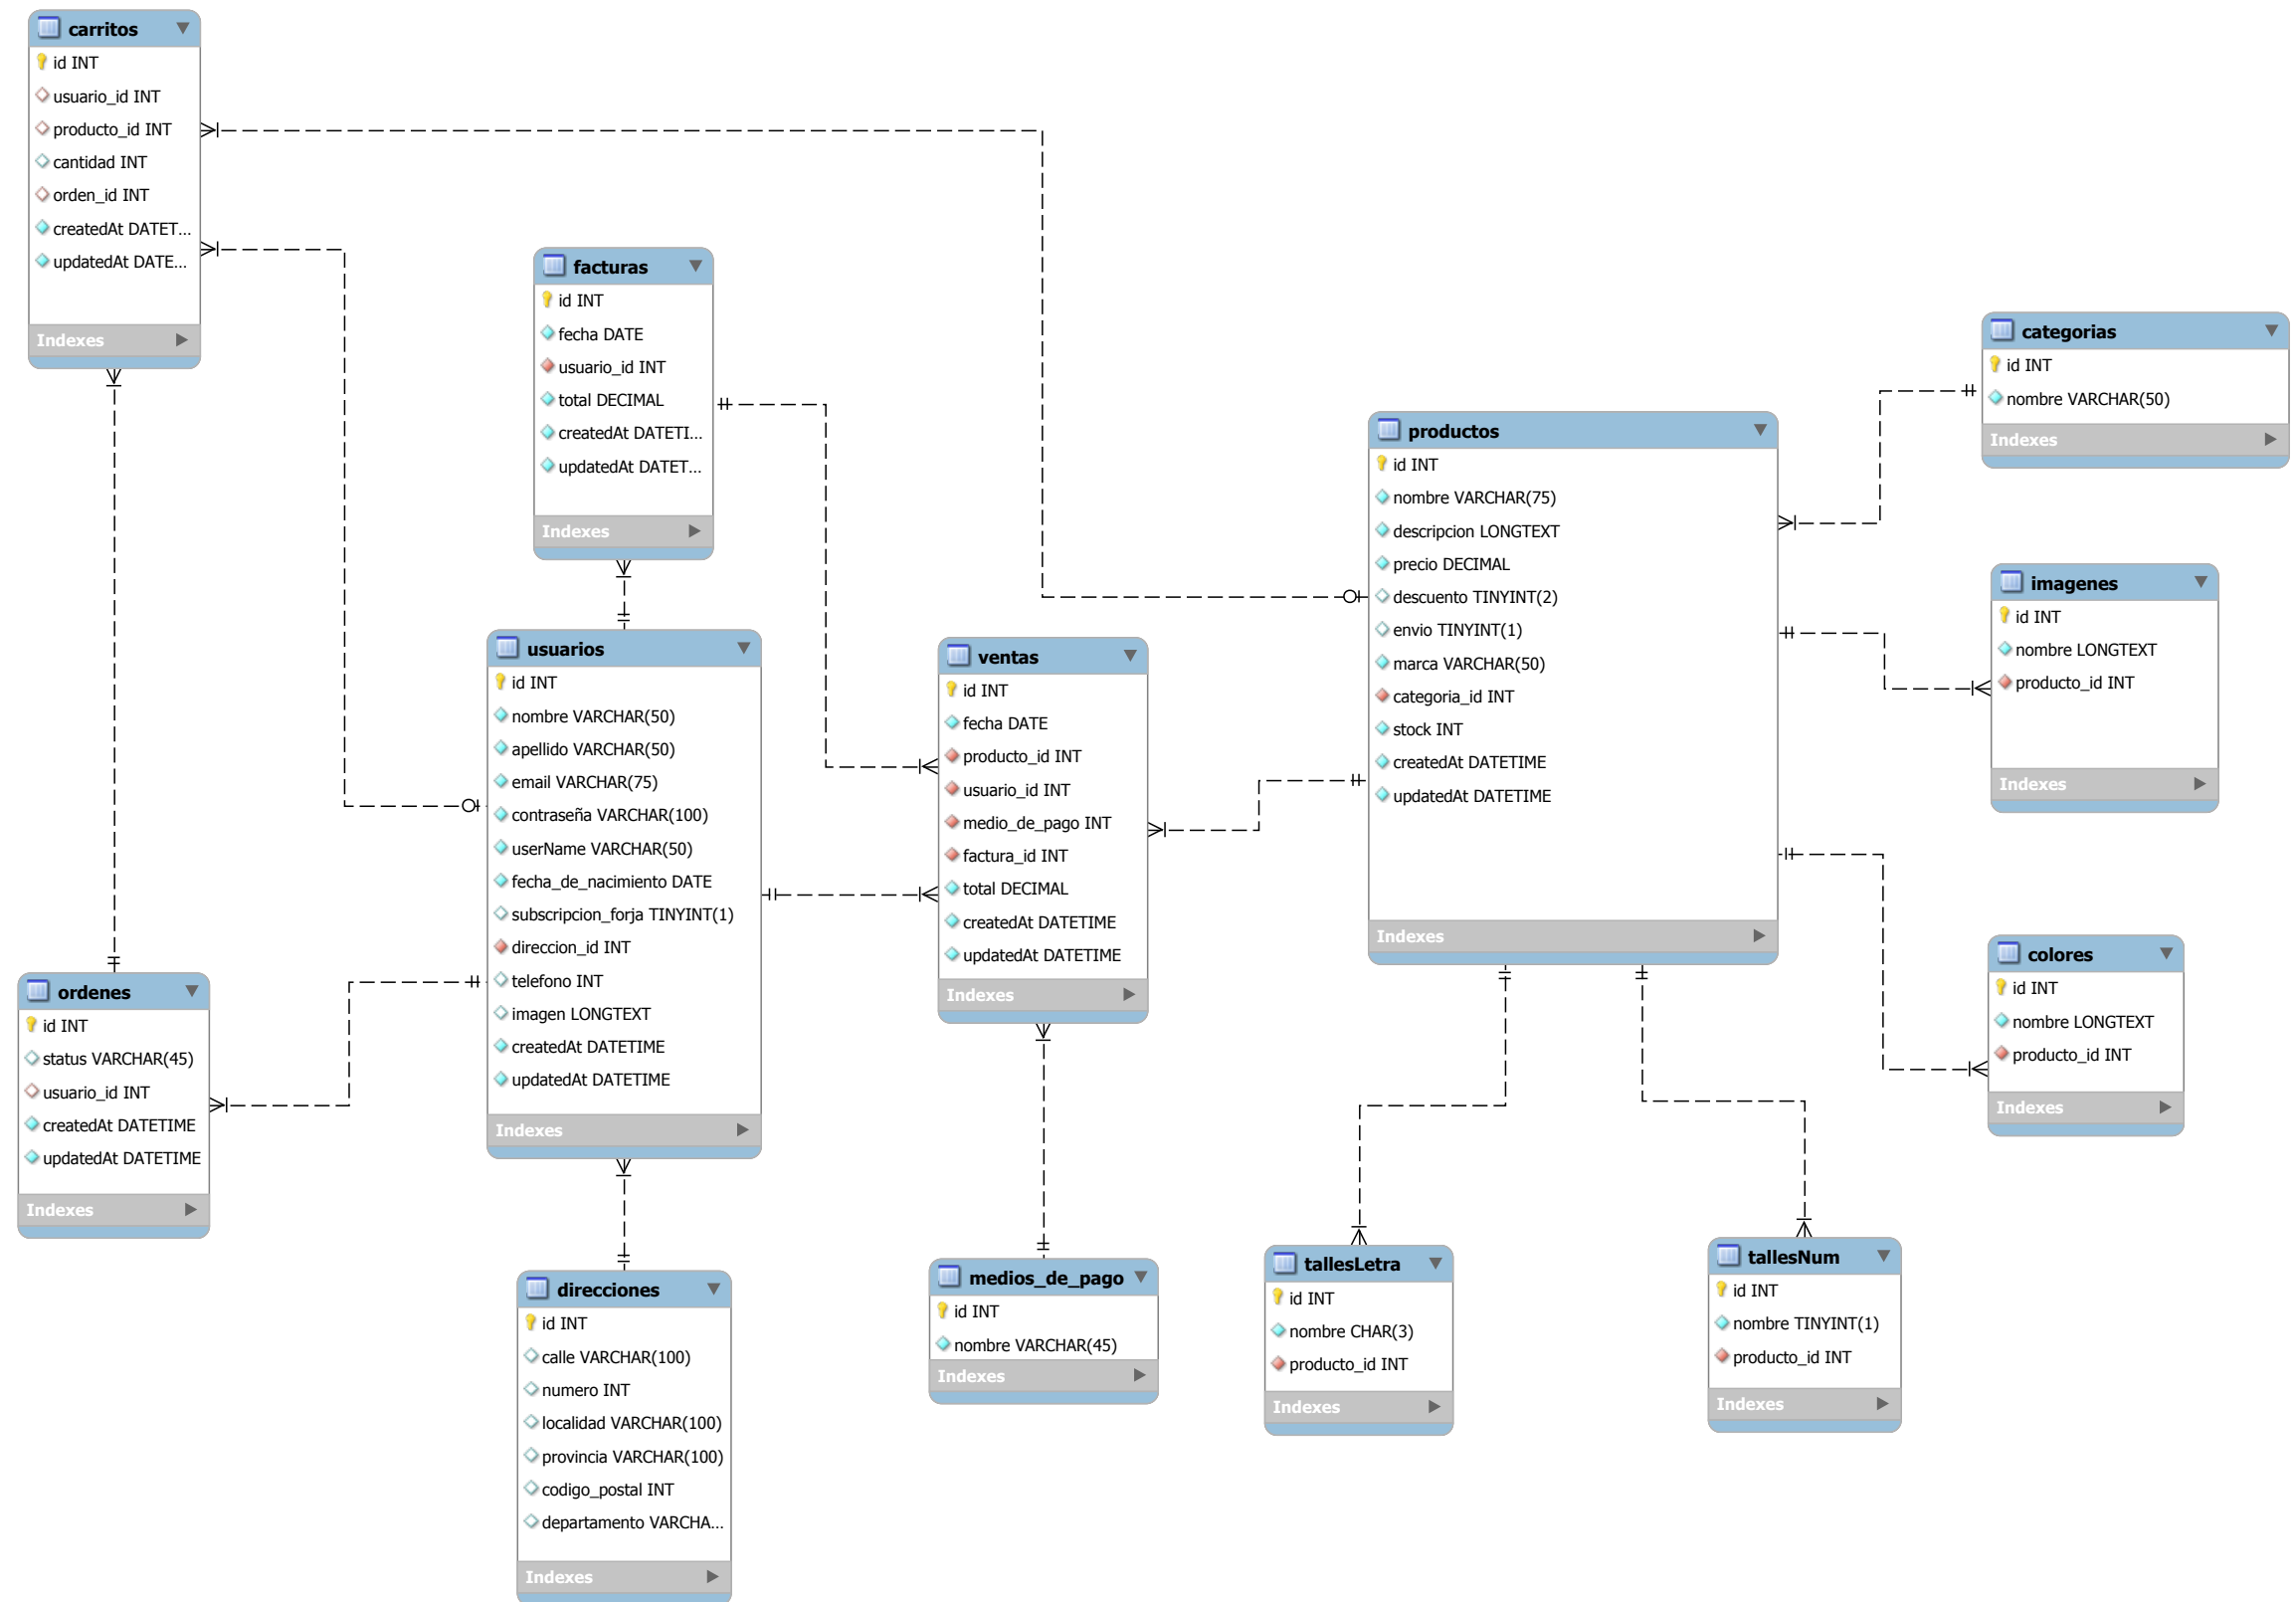 carritos
id INT
usuario_id INT
producto_id INT
cantidad INT
orden_id INT
createdAt DATET...
updatedAt DATE...
Indexes
facturas
id INT
fecha DATE
usuario_id INT
total DECIMAL
createdAt DATETI...
updatedAt DATET...
Indexes
categorias
id INT
nombre VARCHAR(50)
Indexes
productos
id INT
nombre VARCHAR(75)
descripcion LONGTEXT
precio DECIMAL
descuento TINYINT(2)
envio TINYINT(1)
marca VARCHAR(50)
categoria_id INT
stock INT
createdAt DATETIME
updatedAt DATETIME
Indexes
imagenes
id INT
nombre LONGTEXT
producto_id INT
Indexes
usuarios
id INT
nombre VARCHAR(50)
apellido VARCHAR(50)
email VARCHAR(75)
contraseña VARCHAR(100)
userName VARCHAR(50)
fecha_de_nacimiento DATE
subscripcion_forja TINYINT(1)
direccion_id INT
telefono INT
imagen LONGTEXT
createdAt DATETIME
updatedAt DATETIME
Indexes
ventas
id INT
fecha DATE
producto_id INT
usuario_id INT
medio_de_pago INT
factura_id INT
total DECIMAL
createdAt DATETIME
updatedAt DATETIME
Indexes
colores
id INT
nombre LONGTEXT
producto_id INT
Indexes
ordenes
id INT
status VARCHAR(45)
usuario_id INT
createdAt DATETIME
updatedAt DATETIME
Indexes
direcciones
id INT
calle VARCHAR(100)
numero INT
localidad VARCHAR(100)
provincia VARCHAR(100)
codigo_postal INT
departamento VARCHA...
Indexes
medios_de_pago
id INT
nombre VARCHAR(45)
Indexes
tallesLetra
id INT
nombre CHAR(3)
producto_id INT
Indexes
tallesNum
id INT
nombre TINYINT(1)
producto_id INT
Indexes